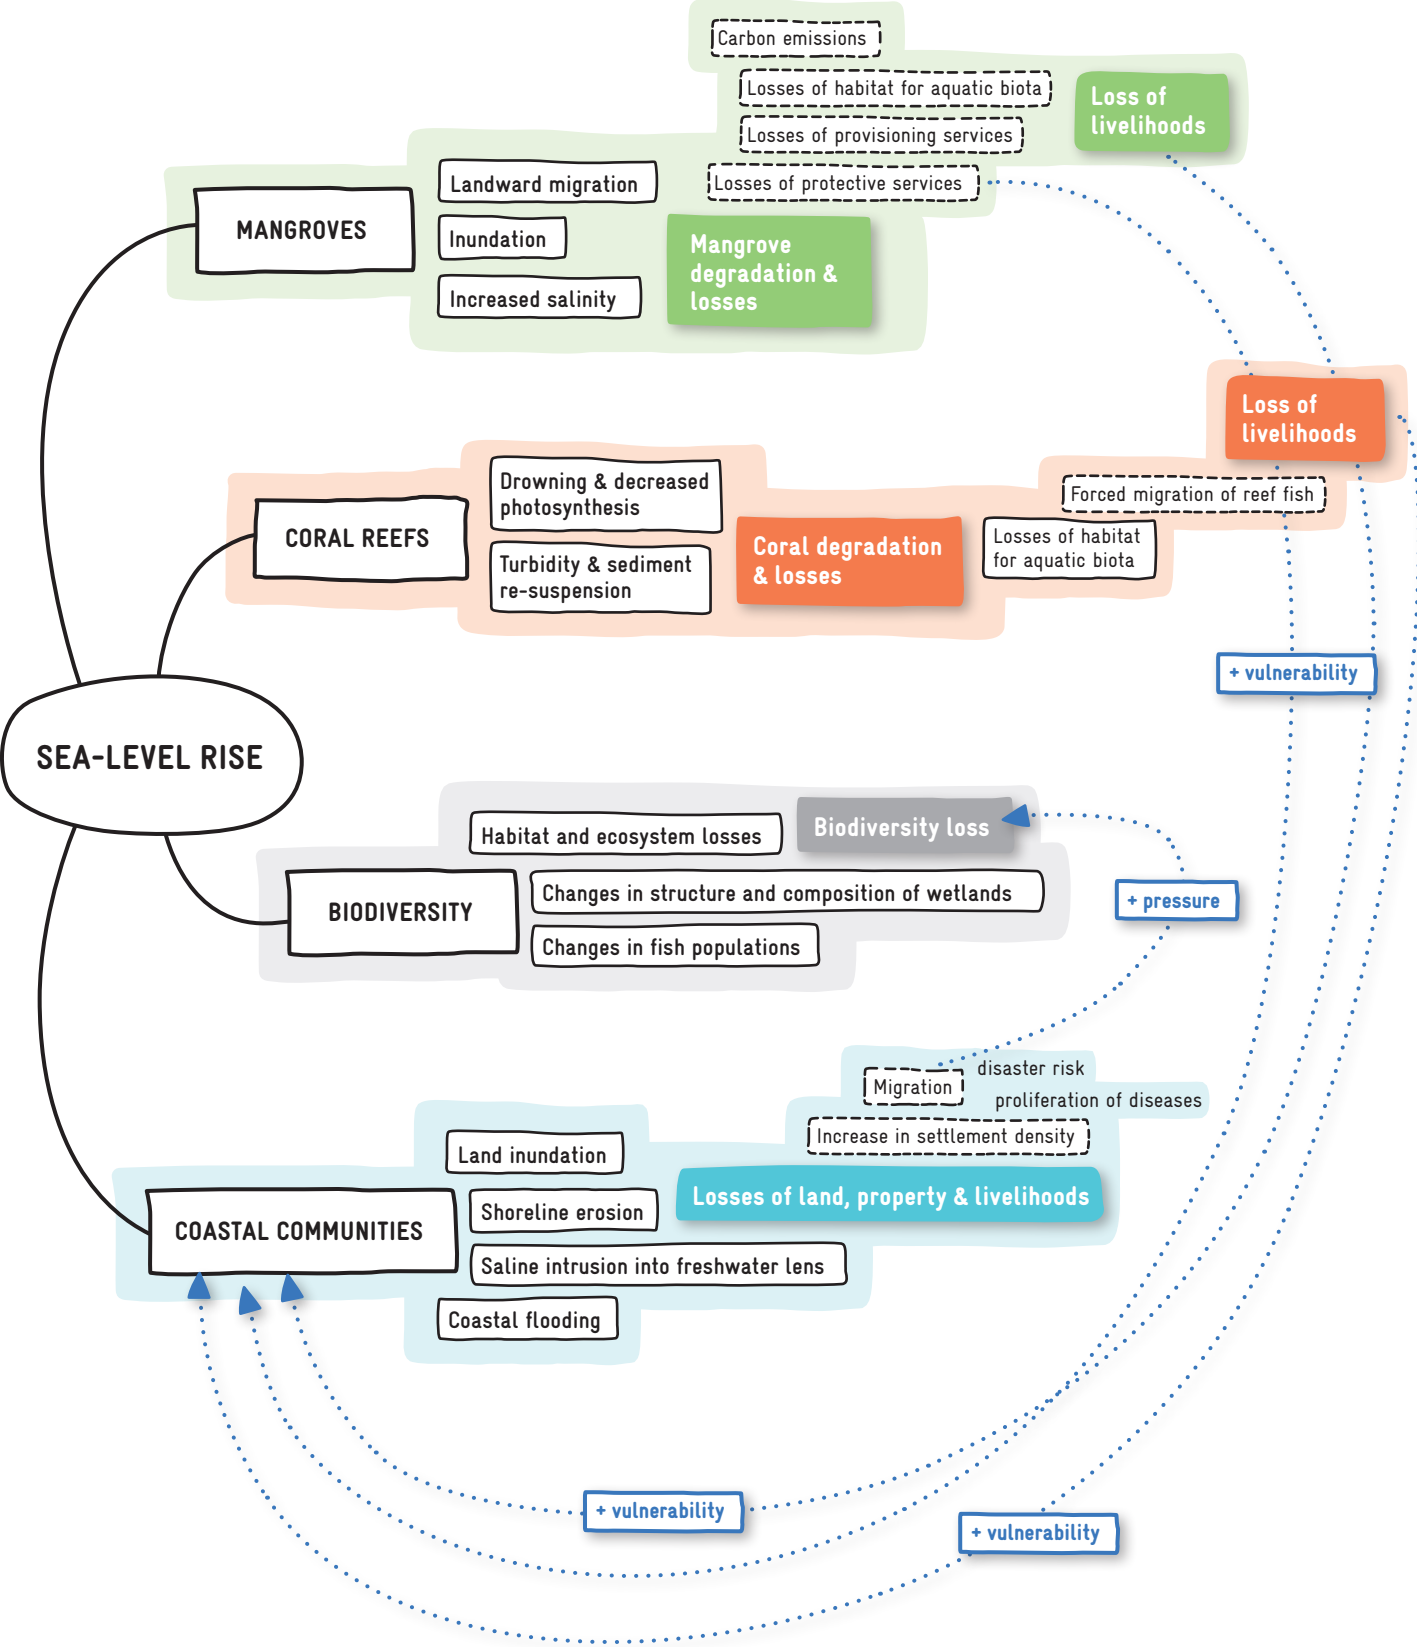 Carbon emissions
Losses of habitat for aquatic biota
Losses of provisioning services
Losses of protective services
Loss of
livelihoods
MANGROVES
Landward migration
Inundation
Increased salinity
Mangrove
degradation &
losses
Loss of
livelihoods
CORAL REEFS
Drowning & decreased
photosynthesis
Turbidity & sediment
re-suspension
Coral degradation
& losses
Forced migration of reef fish
Losses of habitat
for aquatic biota
+ vulnerability
SEA-LEVEL RISE
Habitat and ecosystem losses
Biodiversity loss
BIODIVERSITY
Changes in structure and composition of wetlands
Changes in fish populations
+ pressure
Migration
disaster risk
proliferation of diseases
Increase in settlement density
Land inundation
Losses of land, property & livelihoods
COASTAL COMMUNITIES
Shoreline erosion
Saline intrusion into freshwater lens
Coastal flooding
+ vulnerability
+ vulnerability